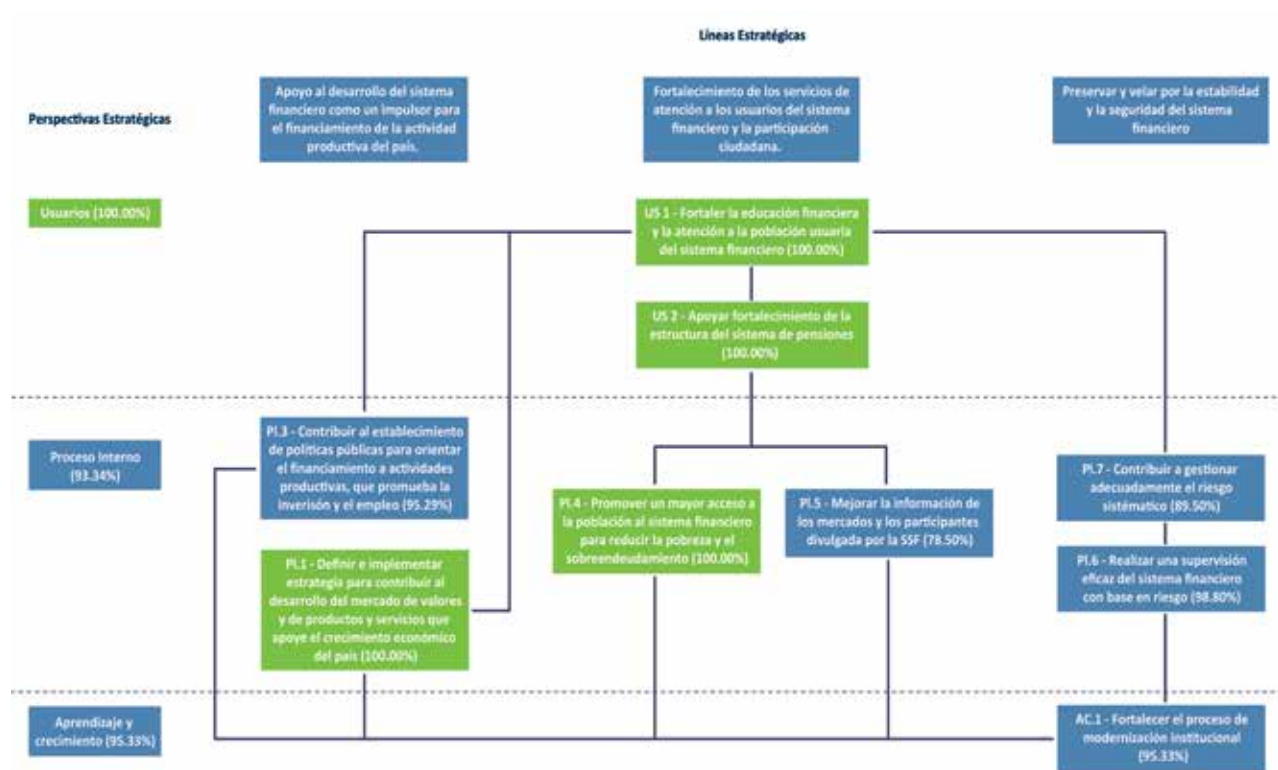 Líneas Estratégicas
Perspectivas Estratégicas
Apoyo al desarrollo del sistema
financiero como un impulsor para
el financiamiento de la actividad
productiva del país.
Fortalecimiento de los servicios de
atención a los usuarios del sistema
financiero y la participación
ciudadana.
Preservar y velar por la estabilidad
y la seguridad del sistema
financiero
Usuarios (100.00%)
US 1 - Fortaler la educación financiera
y la atención a la población usuaria
del sistema financiero (100.00%)
US 2 - Apoyar fortalecimiento de la
estructura del sistema de pensiones
(100.00%)
Proceso Interno
(93.34%)
PI.3 - Contribuir al establecimiento
de políticas públicas para orientar
el financiamiento a actividades
productivas, que promueba la
inverisón y el empleo (95.29%)
PI.1 - Definir e implementar
estrategia para contribuir al
desarrollo del mercado de valores
y de productos y servicios que
apoye el crecimiento económico
del país (100.00%)
PI.4 - Promover un mayor acceso a
la población al sistema financiero
para reducir la pobreza y el
sobreendeudamiento (100.00%)
PI.5 - Mejorar la información de
los mercados y los participantes
divulgada por la SSF (78.50%)
PI.7 - Contribuir a gestionar
adecuadamente el riesgo
sistématico (89.50%)
PI.6 - Realizar una supervisión
eficaz del sistema financiero
con base en riesgo (98.80%)
Aprendizaje y
crecimiento (95.33%)
AC.1 - Fortalecer el proceso de
modernización institucional
(95.33%)